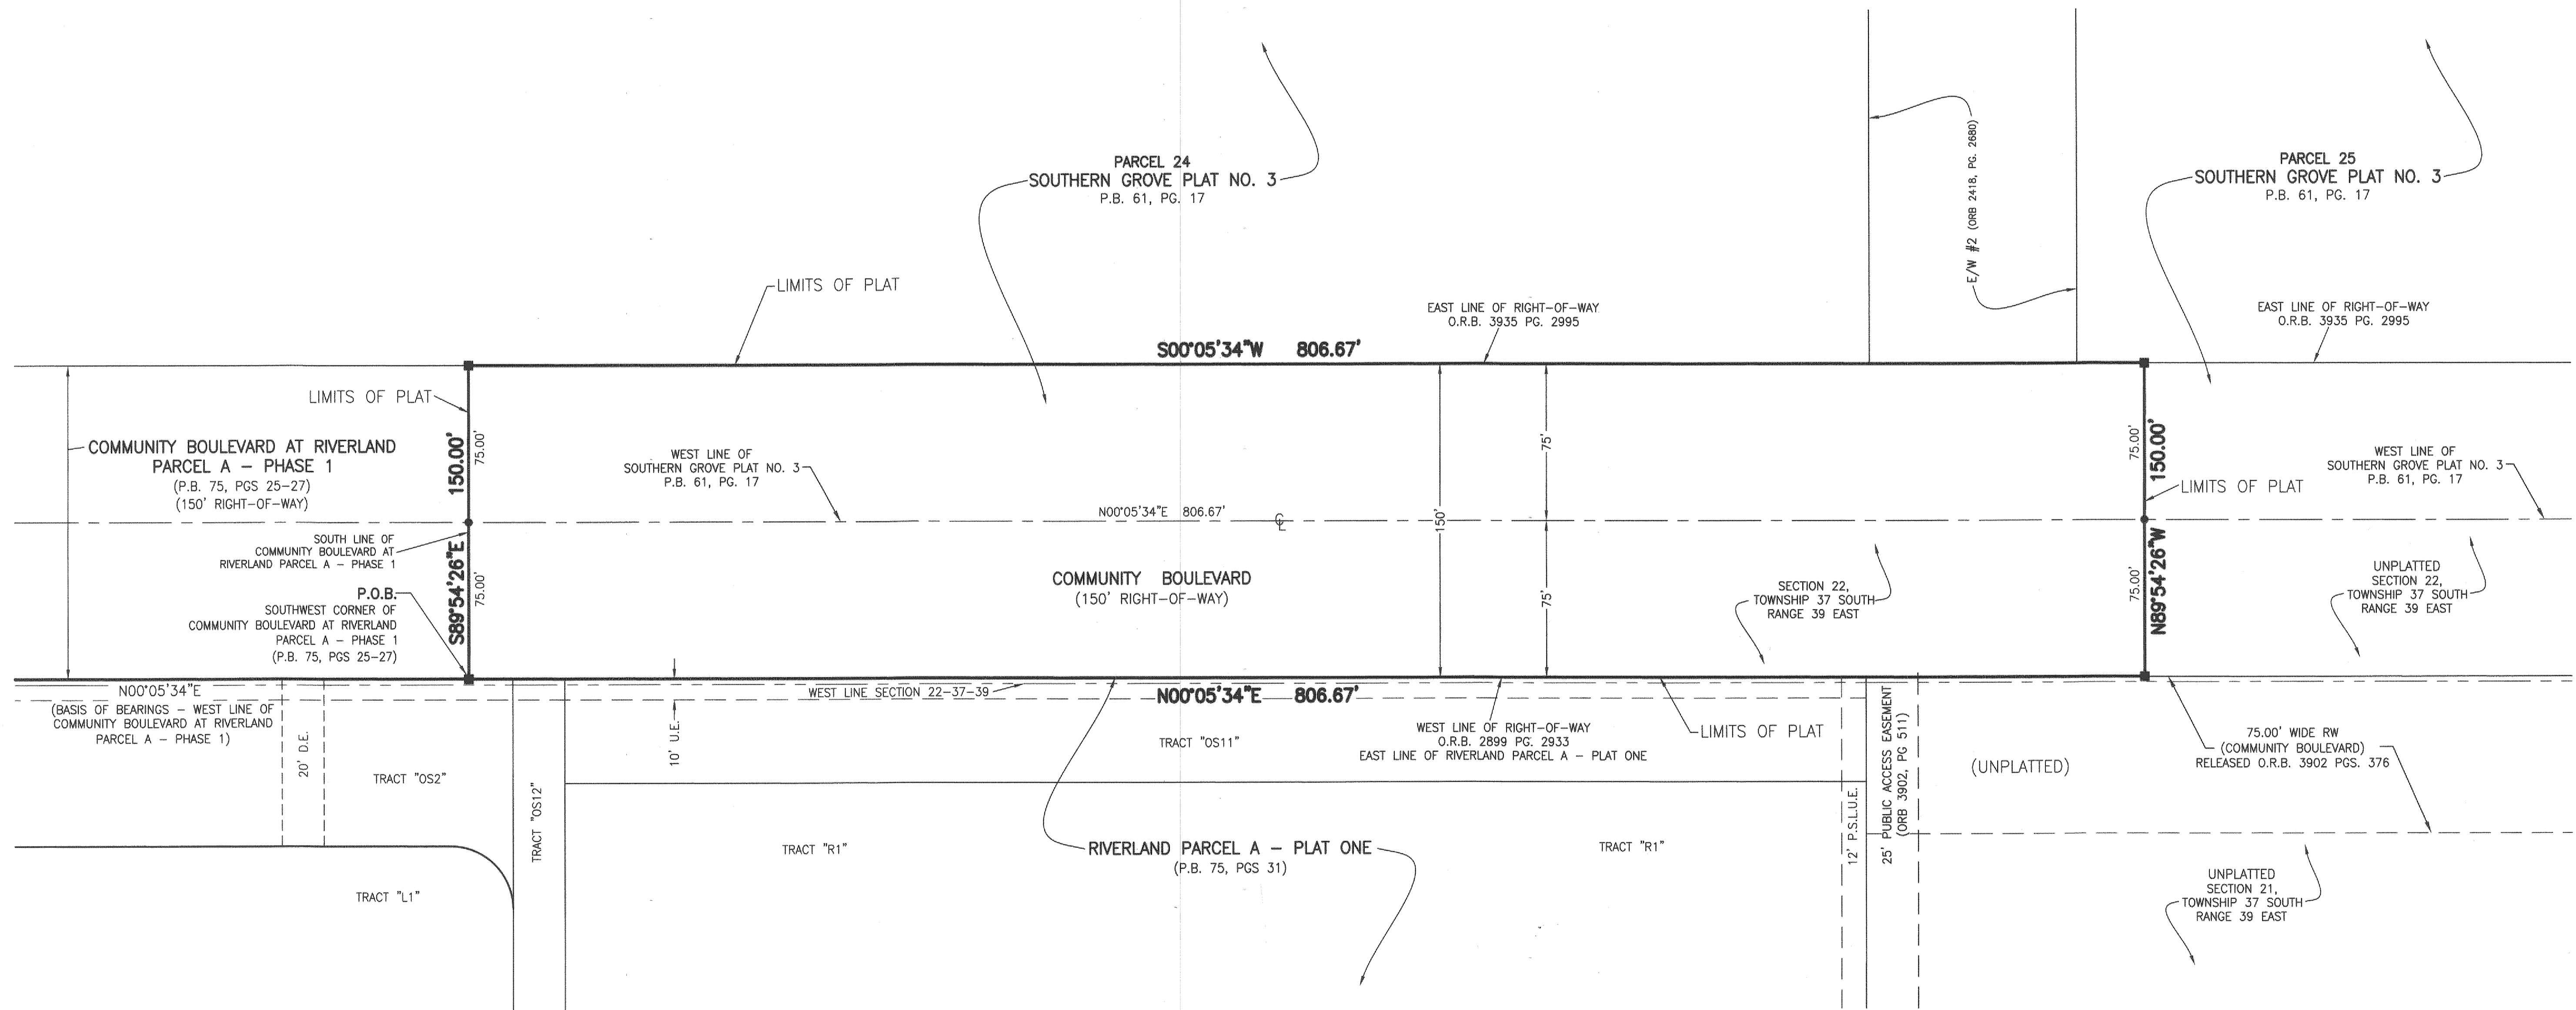 PARCEL 24
SOUTHERN GROVE PLAT NO. 3
P.B. 61, PG. 17
E/W #2 (ORB 2418, PG. 2680)
PARCEL 25
SOUTHERN GROVE PLAT NO. 3
P.B. 61, PG. 17
LIMITS OF PLAT
EAST LINE OF RIGHT-OF-WAY
O.R.B. 3935 PG. 2995
EAST LINE OF RIGHT-OF-WAY
O.R.B. 3935 PG. 2995
S00°05'34"W 806.67'
LIMITS OF PLAT
COMMUNITY BOULEVARD AT RIVERLAND
PARCEL A - PHASE 1
(P.B. 75, PGS 25-27)
(150' RIGHT-OF-WAY)
S89°54'26"E 150.00'
75.00'
75.00'
WEST LINE OF
SOUTHERN GROVE PLAT NO. 3
P.B. 61, PG. 17
N00°05'34"E 806.67'
CL
150'
75'
75'
75.00'
75.00'
N89°54'26"W 150.00'
LIMITS OF PLAT
WEST LINE OF
SOUTHERN GROVE PLAT NO. 3
P.B. 61, PG. 17
SOUTH LINE OF
COMMUNITY BOULEVARD AT
RIVERLAND PARCEL A - PHASE 1
P.O.B.
SOUTHWEST CORNER OF
COMMUNITY BOULEVARD AT RIVERLAND
PARCEL A - PHASE 1
(P.B. 75, PGS 25-27)
COMMUNITY BOULEVARD
(150' RIGHT-OF-WAY)
SECTION 22,
TOWNSHIP 37 SOUTH
RANGE 39 EAST
UNPLATTED
SECTION 22,
TOWNSHIP 37 SOUTH
RANGE 39 EAST
N00°05'34"E
(BASIS OF BEARINGS - WEST LINE OF
COMMUNITY BOULEVARD AT RIVERLAND
PARCEL A - PHASE 1)
WEST LINE SECTION 22-37-39
N00°05'34"E 806.67'
20' D.E.
TRACT "OS2"
TRACT "OS12"
10' U.E.
TRACT "OS11"
WEST LINE OF RIGHT-OF-WAY
O.R.B. 2899 PG. 2933
EAST LINE OF RIVERLAND PARCEL A - PLAT ONE
LIMITS OF PLAT
12' P.S.L.U.E.
25' PUBLIC ACCESS EASEMENT
(ORB 3902, PG 511)
(UNPLATTED)
75.00' WIDE RW
(COMMUNITY BOULEVARD)
RELEASED O.R.B. 3902 PGS. 376
TRACT "L1"
TRACT "R1"
RIVERLAND PARCEL A - PLAT ONE
(P.B. 75, PGS 31)
TRACT "R1"
UNPLATTED
SECTION 21,
TOWNSHIP 37 SOUTH
RANGE 39 EAST